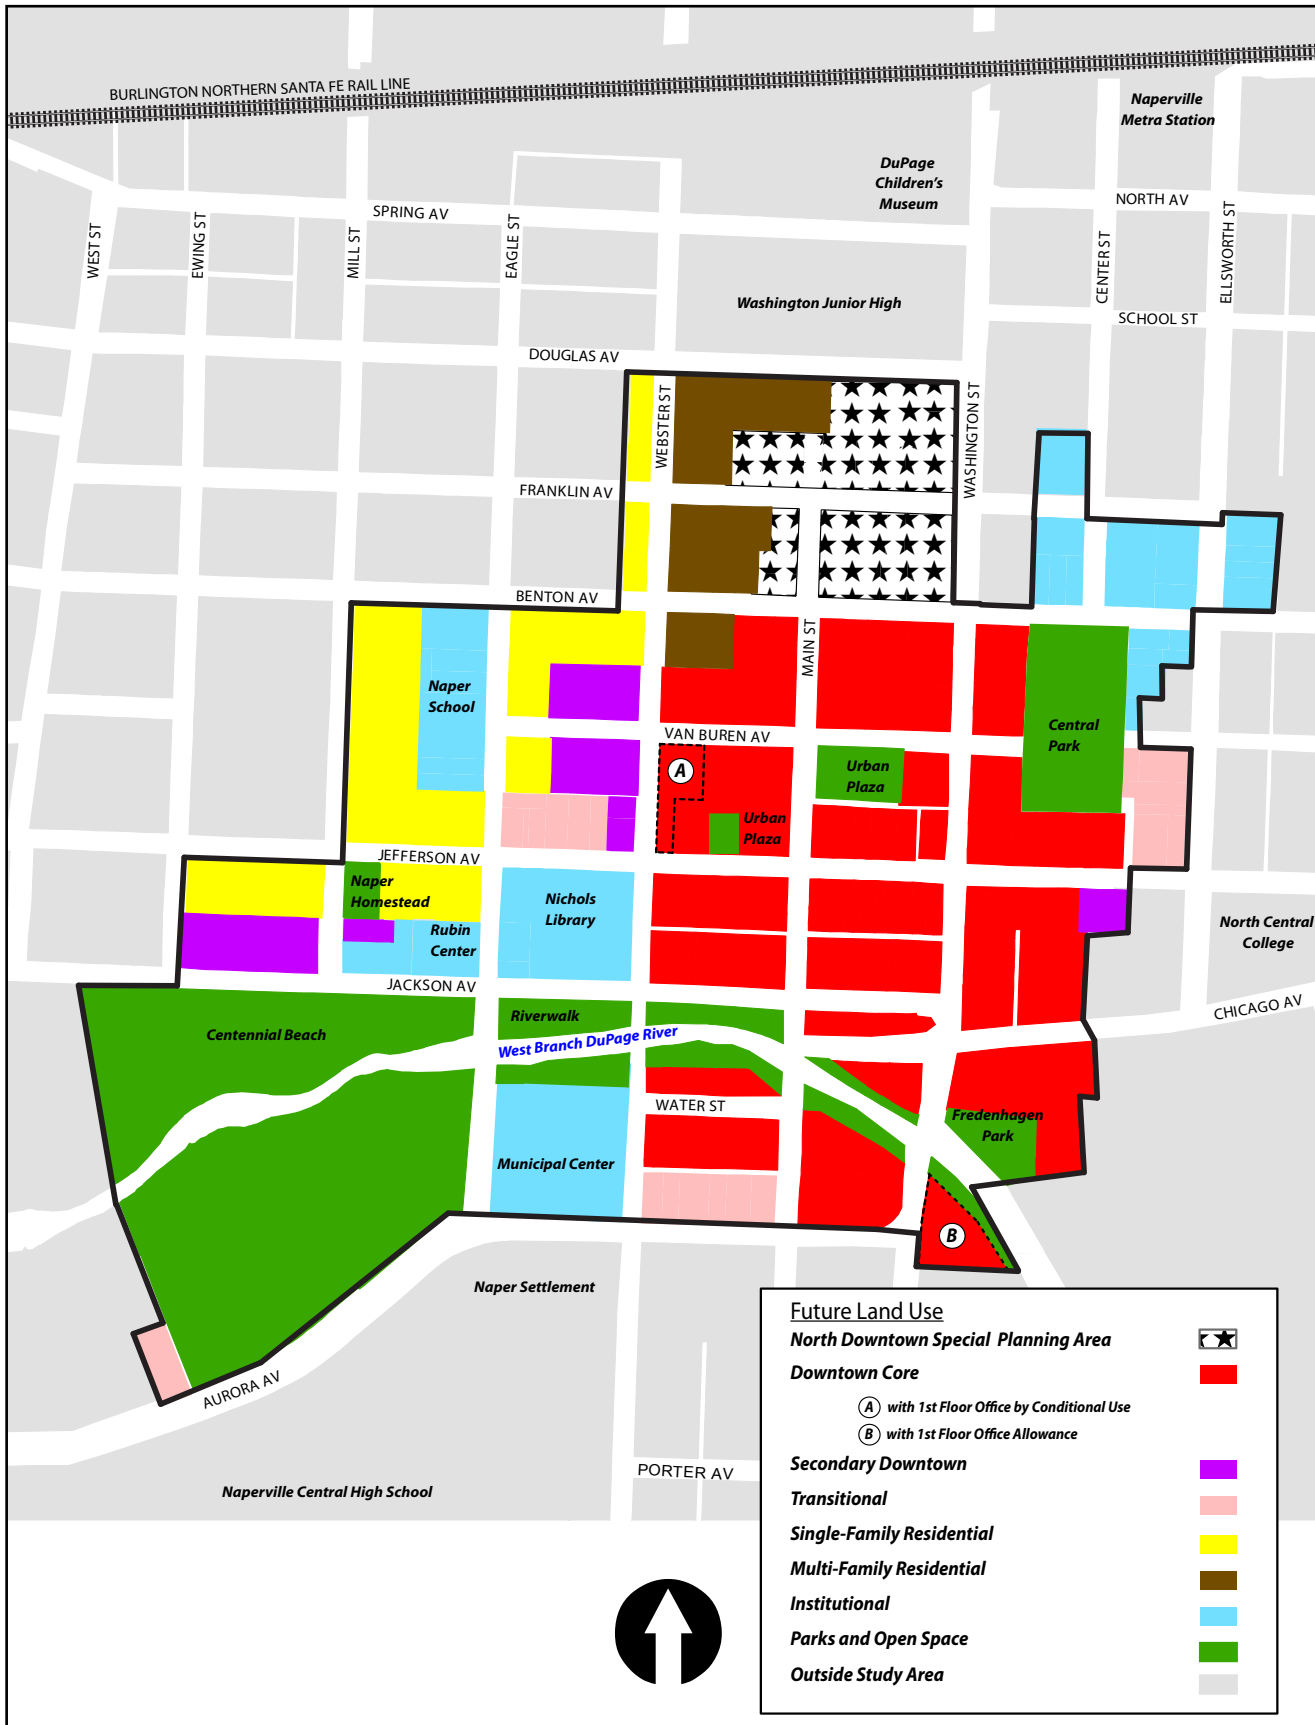 BURLINGTON NORTHERN SANTA FE RAIL LINE
Naperville
Metra Station
DuPage
Children's
Museum
NORTH AV
SPRING AV
WEST ST
EWING ST
MILL ST
EAGLE ST
CENTER ST
ELLSWORTH ST
Washington Junior High
SCHOOL ST
DOUGLAS AV
WEBSTER ST
WASHINGTON ST
FRANKLIN AV
BENTON AV
MAIN ST
Naper
School
Central
Park
VAN BUREN AV
A
Urban
Plaza
Urban
Plaza
JEFFERSON AV
Naper
Homestead
Nichols
Library
Rubin
Center
North Central
College
JACKSON AV
CHICAGO AV
Riverwalk
Centennial Beach
West Branch DuPage River
WATER ST
Fredenhagen
Park
Municipal Center
B
Naper Settlement
AURORA AV
PORTER AV
Naperville Central High School
Future Land Use
North Downtown Special Planning Area
Downtown Core
A with 1st Floor Office by Conditional Use
B with 1st Floor Office Allowance
Secondary Downtown
Transitional
Single-Family Residential
Multi-Family Residential
Institutional
Parks and Open Space
Outside Study Area